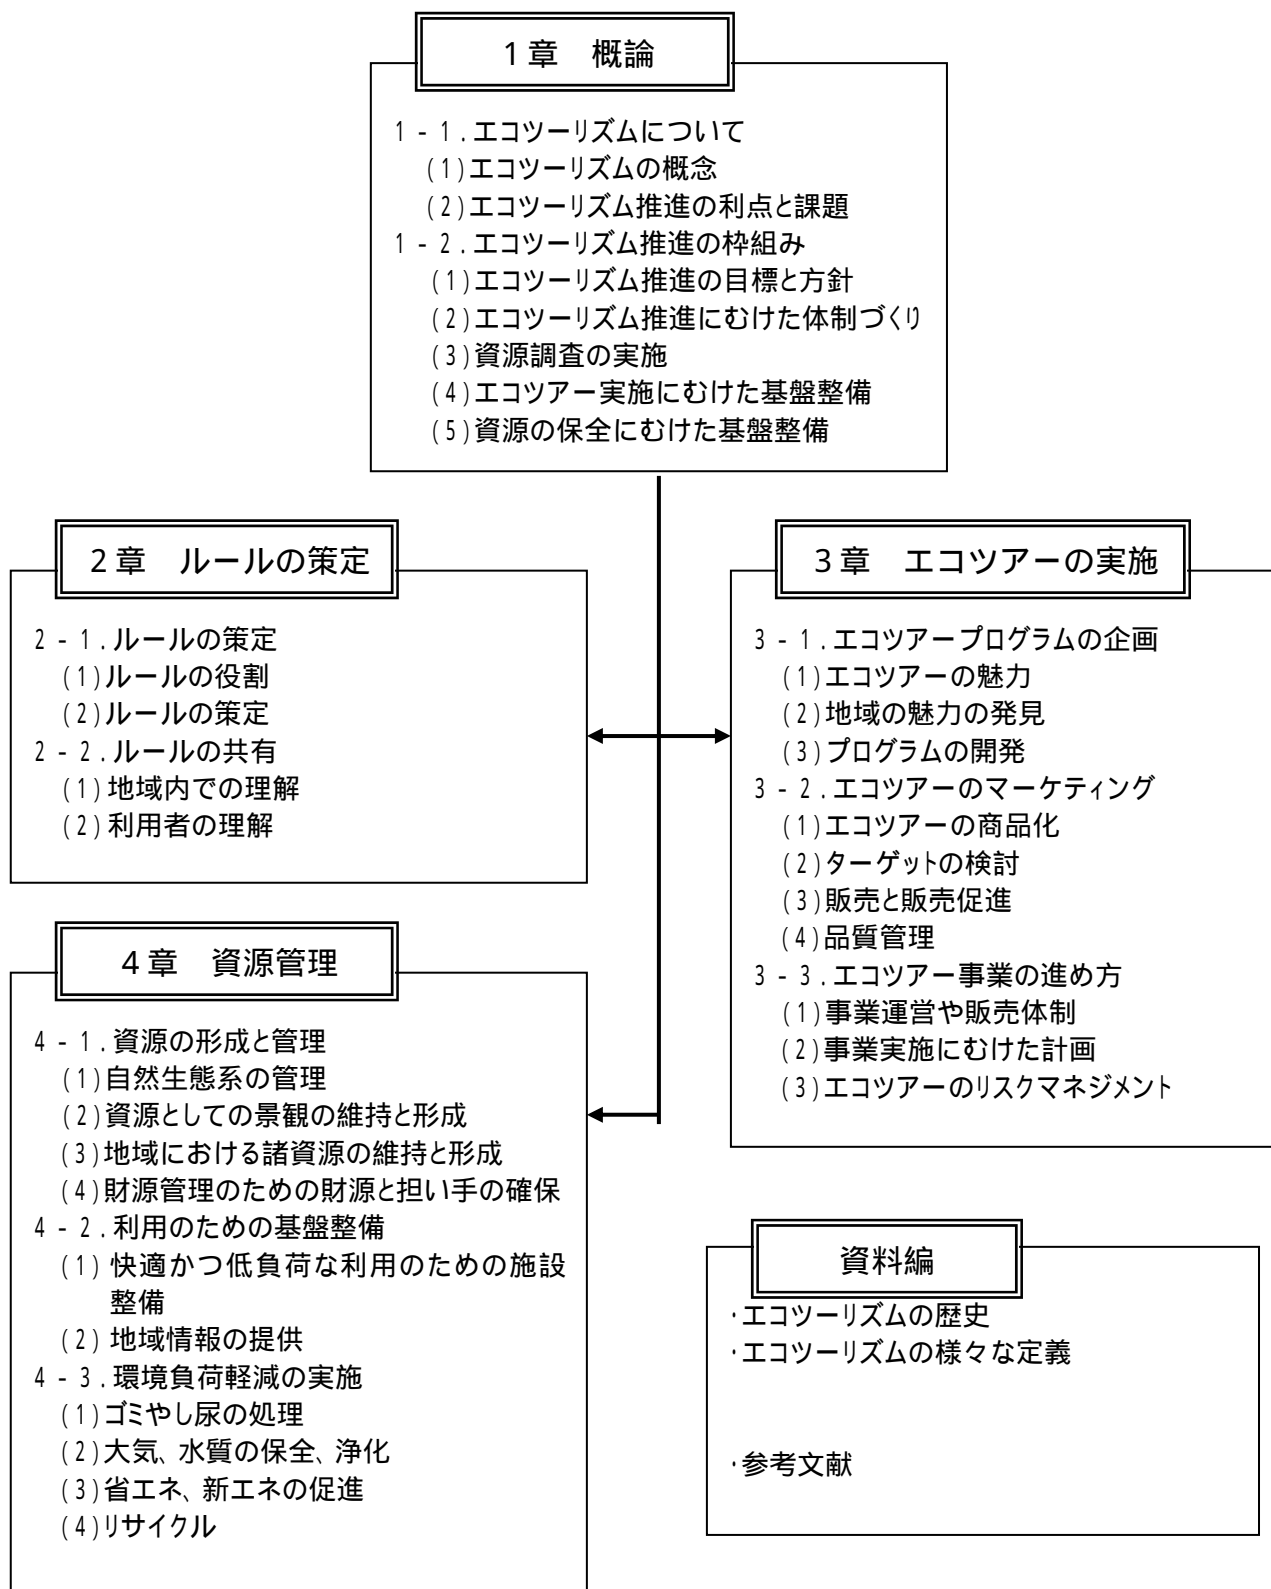 1章　概論
1-1.エコツーリズムについて
(1)エコツーリズムの概念
(2)エコツーリズム推進の利点と課題
1-2.エコツーリズム推進の枠組み
(1)エコツーリズム推進の目標と方針
(2)エコツーリズム推進にむけた体制づくり
(3)資源調査の実施
(4)エコツアー実施にむけた基盤整備
(5)資源の保全にむけた基盤整備
2章　ルールの策定
2-1.ルールの策定
(1)ルールの役割
(2)ルールの策定
2-2.ルールの共有
(1)地域内での理解
(2)利用者の理解
3章　エコツアーの実施
3-1.エコツアープログラムの企画
(1)エコツアーの魅力
(2)地域の魅力の発見
(3)プログラムの開発
3-2.エコツアーのマーケティング
(1)エコツアーの商品化
(2)ターゲットの検討
(3)販売と販売促進
(4)品質管理
3-3.エコツアー事業の進め方
(1)事業運営や販売体制
(2)事業実施にむけた計画
(3)エコツアーのリスクマネジメント
4章　資源管理
4-1.資源の形成と管理
(1)自然生態系の管理
(2)資源としての景観の維持と形成
(3)地域における諸資源の維持と形成
(4)財源管理のための財源と担い手の確保
4-2.利用のための基盤整備
(1)快適かつ低負荷な利用のための施設
整備
(2)地域情報の提供
4-3.環境負荷軽減の実施
(1)ゴミやし尿の処理
(2)大気、水質の保全、浄化
(3)省エネ、新エネの促進
(4)リサイクル
資料編
・エコツーリズムの歴史
・エコツーリズムの様々な定義
・参考文献